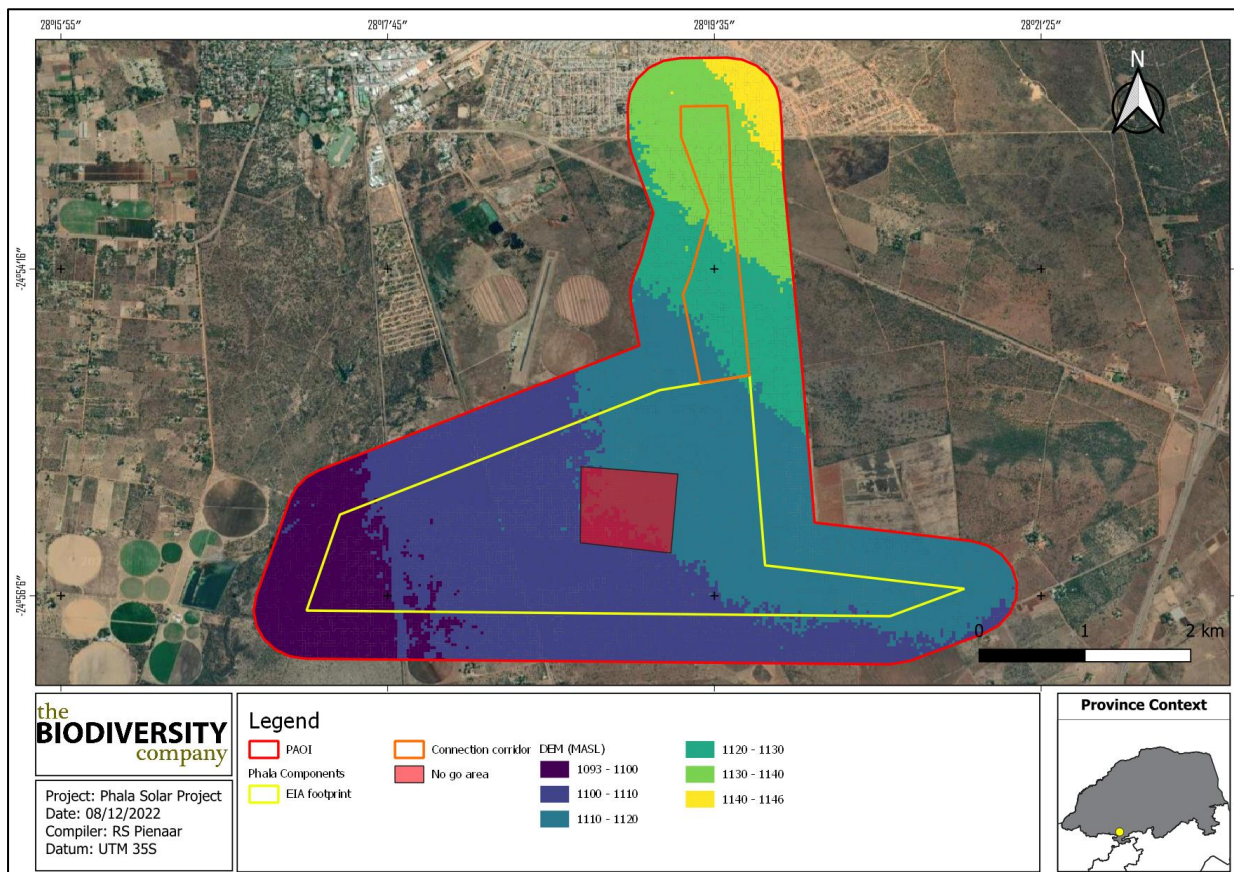 28°15′55″ 28°17′45″ 28°19′35″ 28°21′25″
N
-24°54′16″
-24°56′6″
0 1 2 km
the
BIODIVERSITY
company
Project: Phala Solar Project
Date: 08/12/2022
Compiler: RS Pienaar
Datum: UTM 35S
Legend
PAOI
Phala Components
EIA footprint
Connection corridor
No go area
DEM (MASL)
1093 - 1100
1100 - 1110
1110 - 1120
1120 - 1130
1130 - 1140
1140 - 1146
Province Context